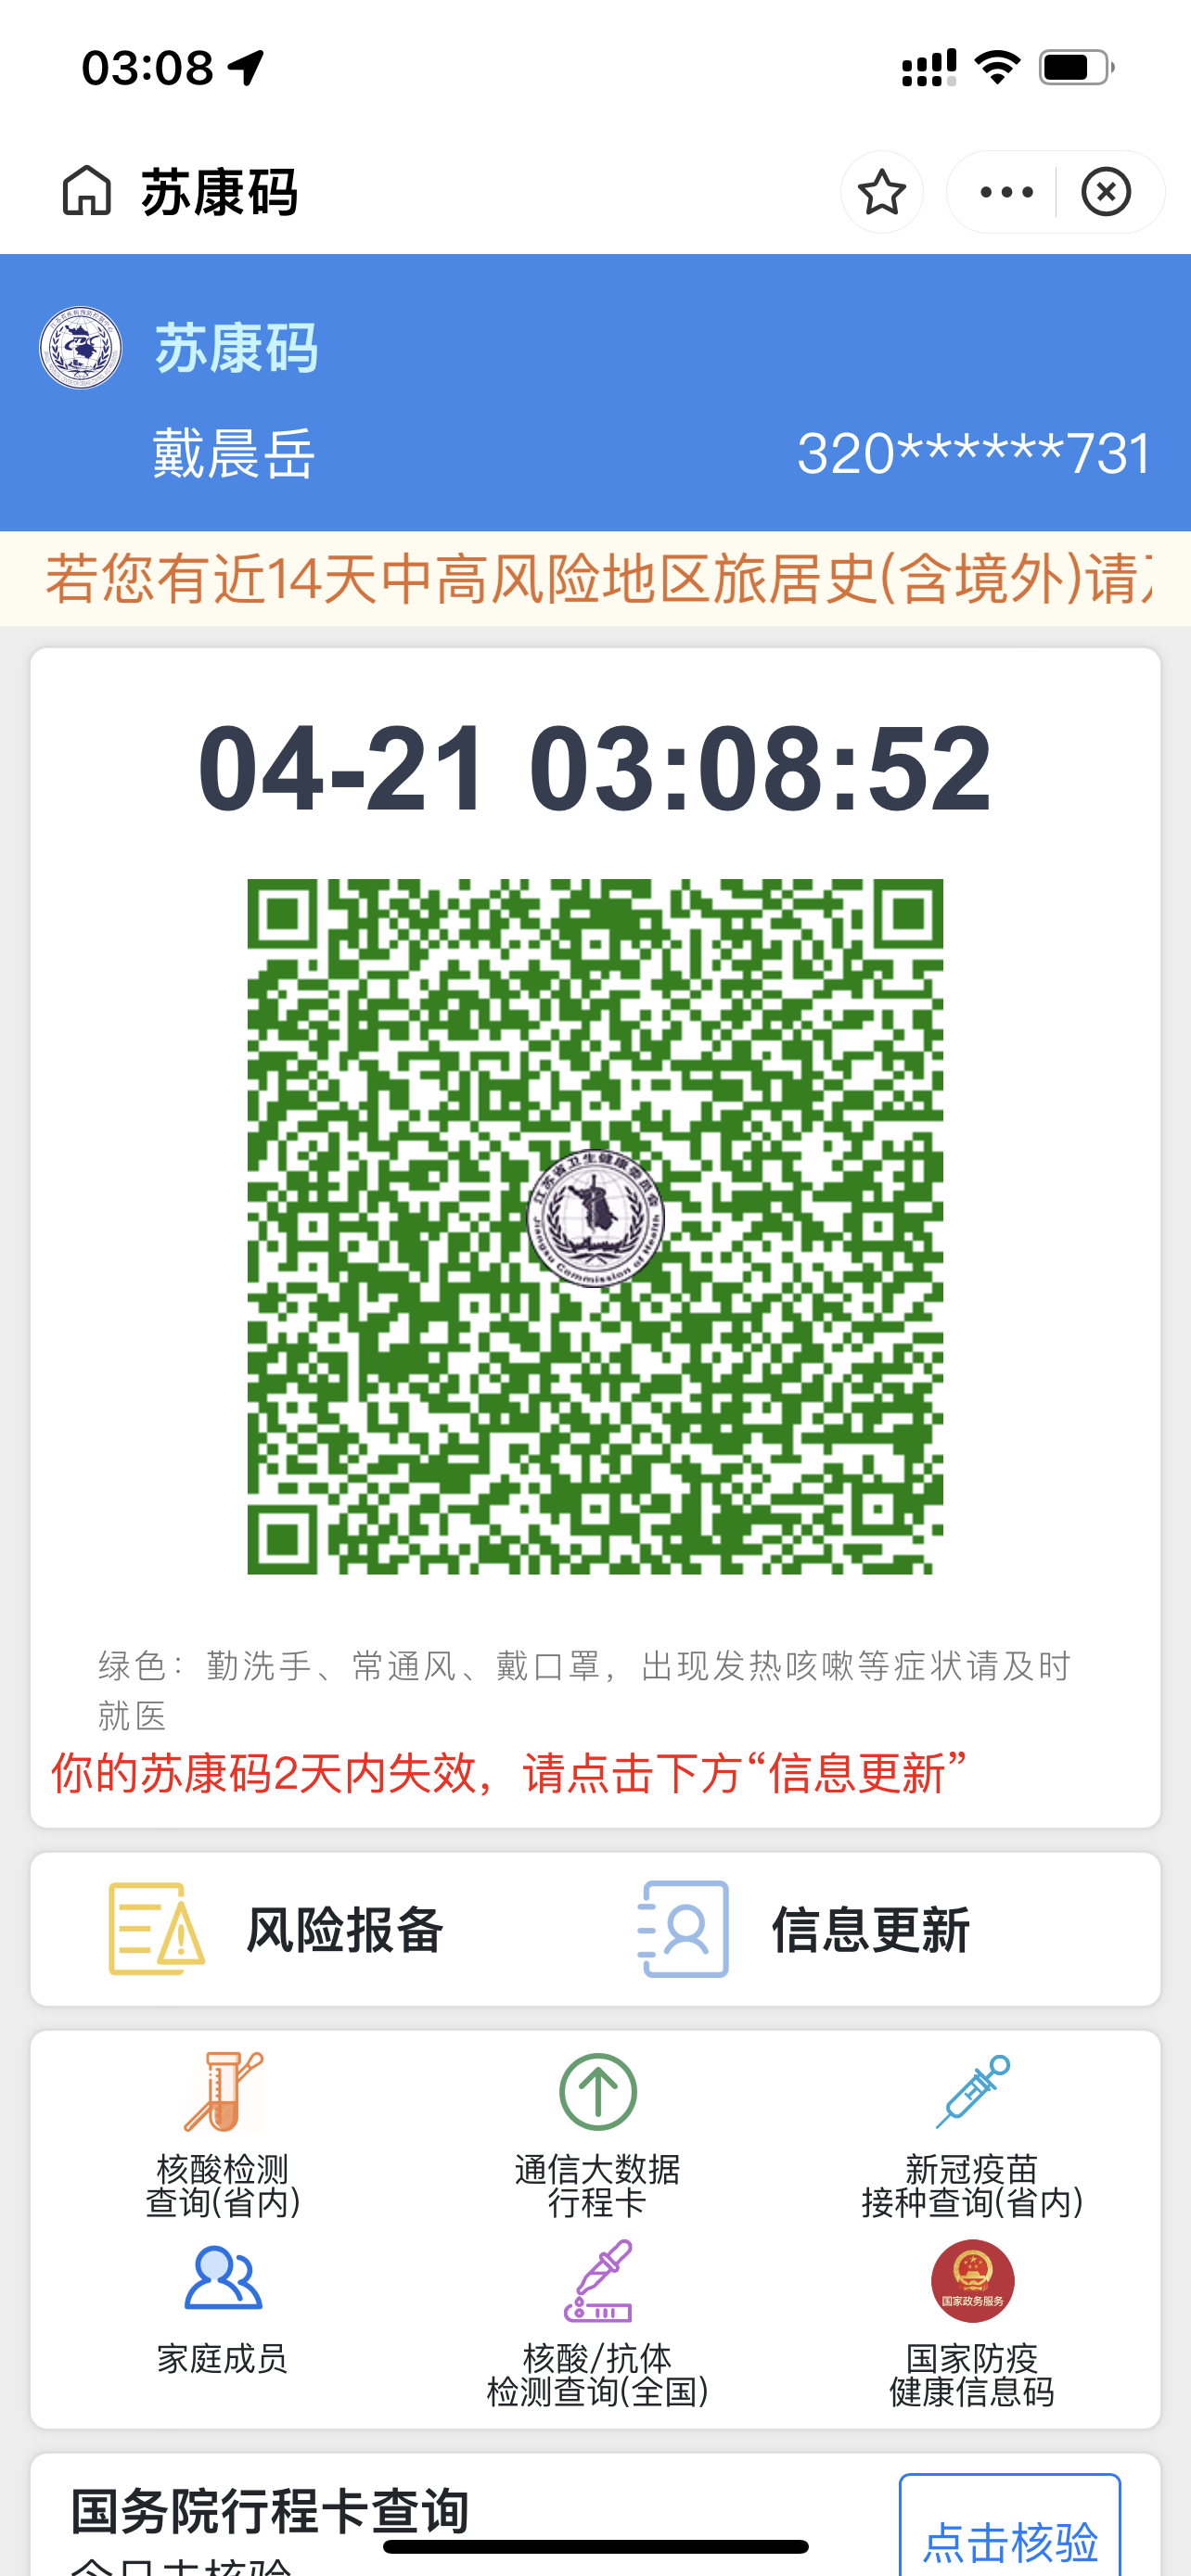 03:08
苏康码
苏康码
戴晨岳 320******731
若您有近14天中高风险地区旅居史(含境外)请
04-21 03:08:52
江苏省卫生健康委员会
Jiangsu Commission of Health
绿色：勤洗手、常通风、戴口罩，出现发热咳嗽等症状请及时
就医
你的苏康码2天内失效，请点击下方“信息更新”
风险报备 信息更新
核酸检测
查询(省内)
通信大数据
行程卡
新冠疫苗
接种查询(省内)
国家政务服务
家庭成员
核酸/抗体
检测查询(全国)
国家防疫
健康信息码
国务院行程卡查询
点击核验
今日未核验